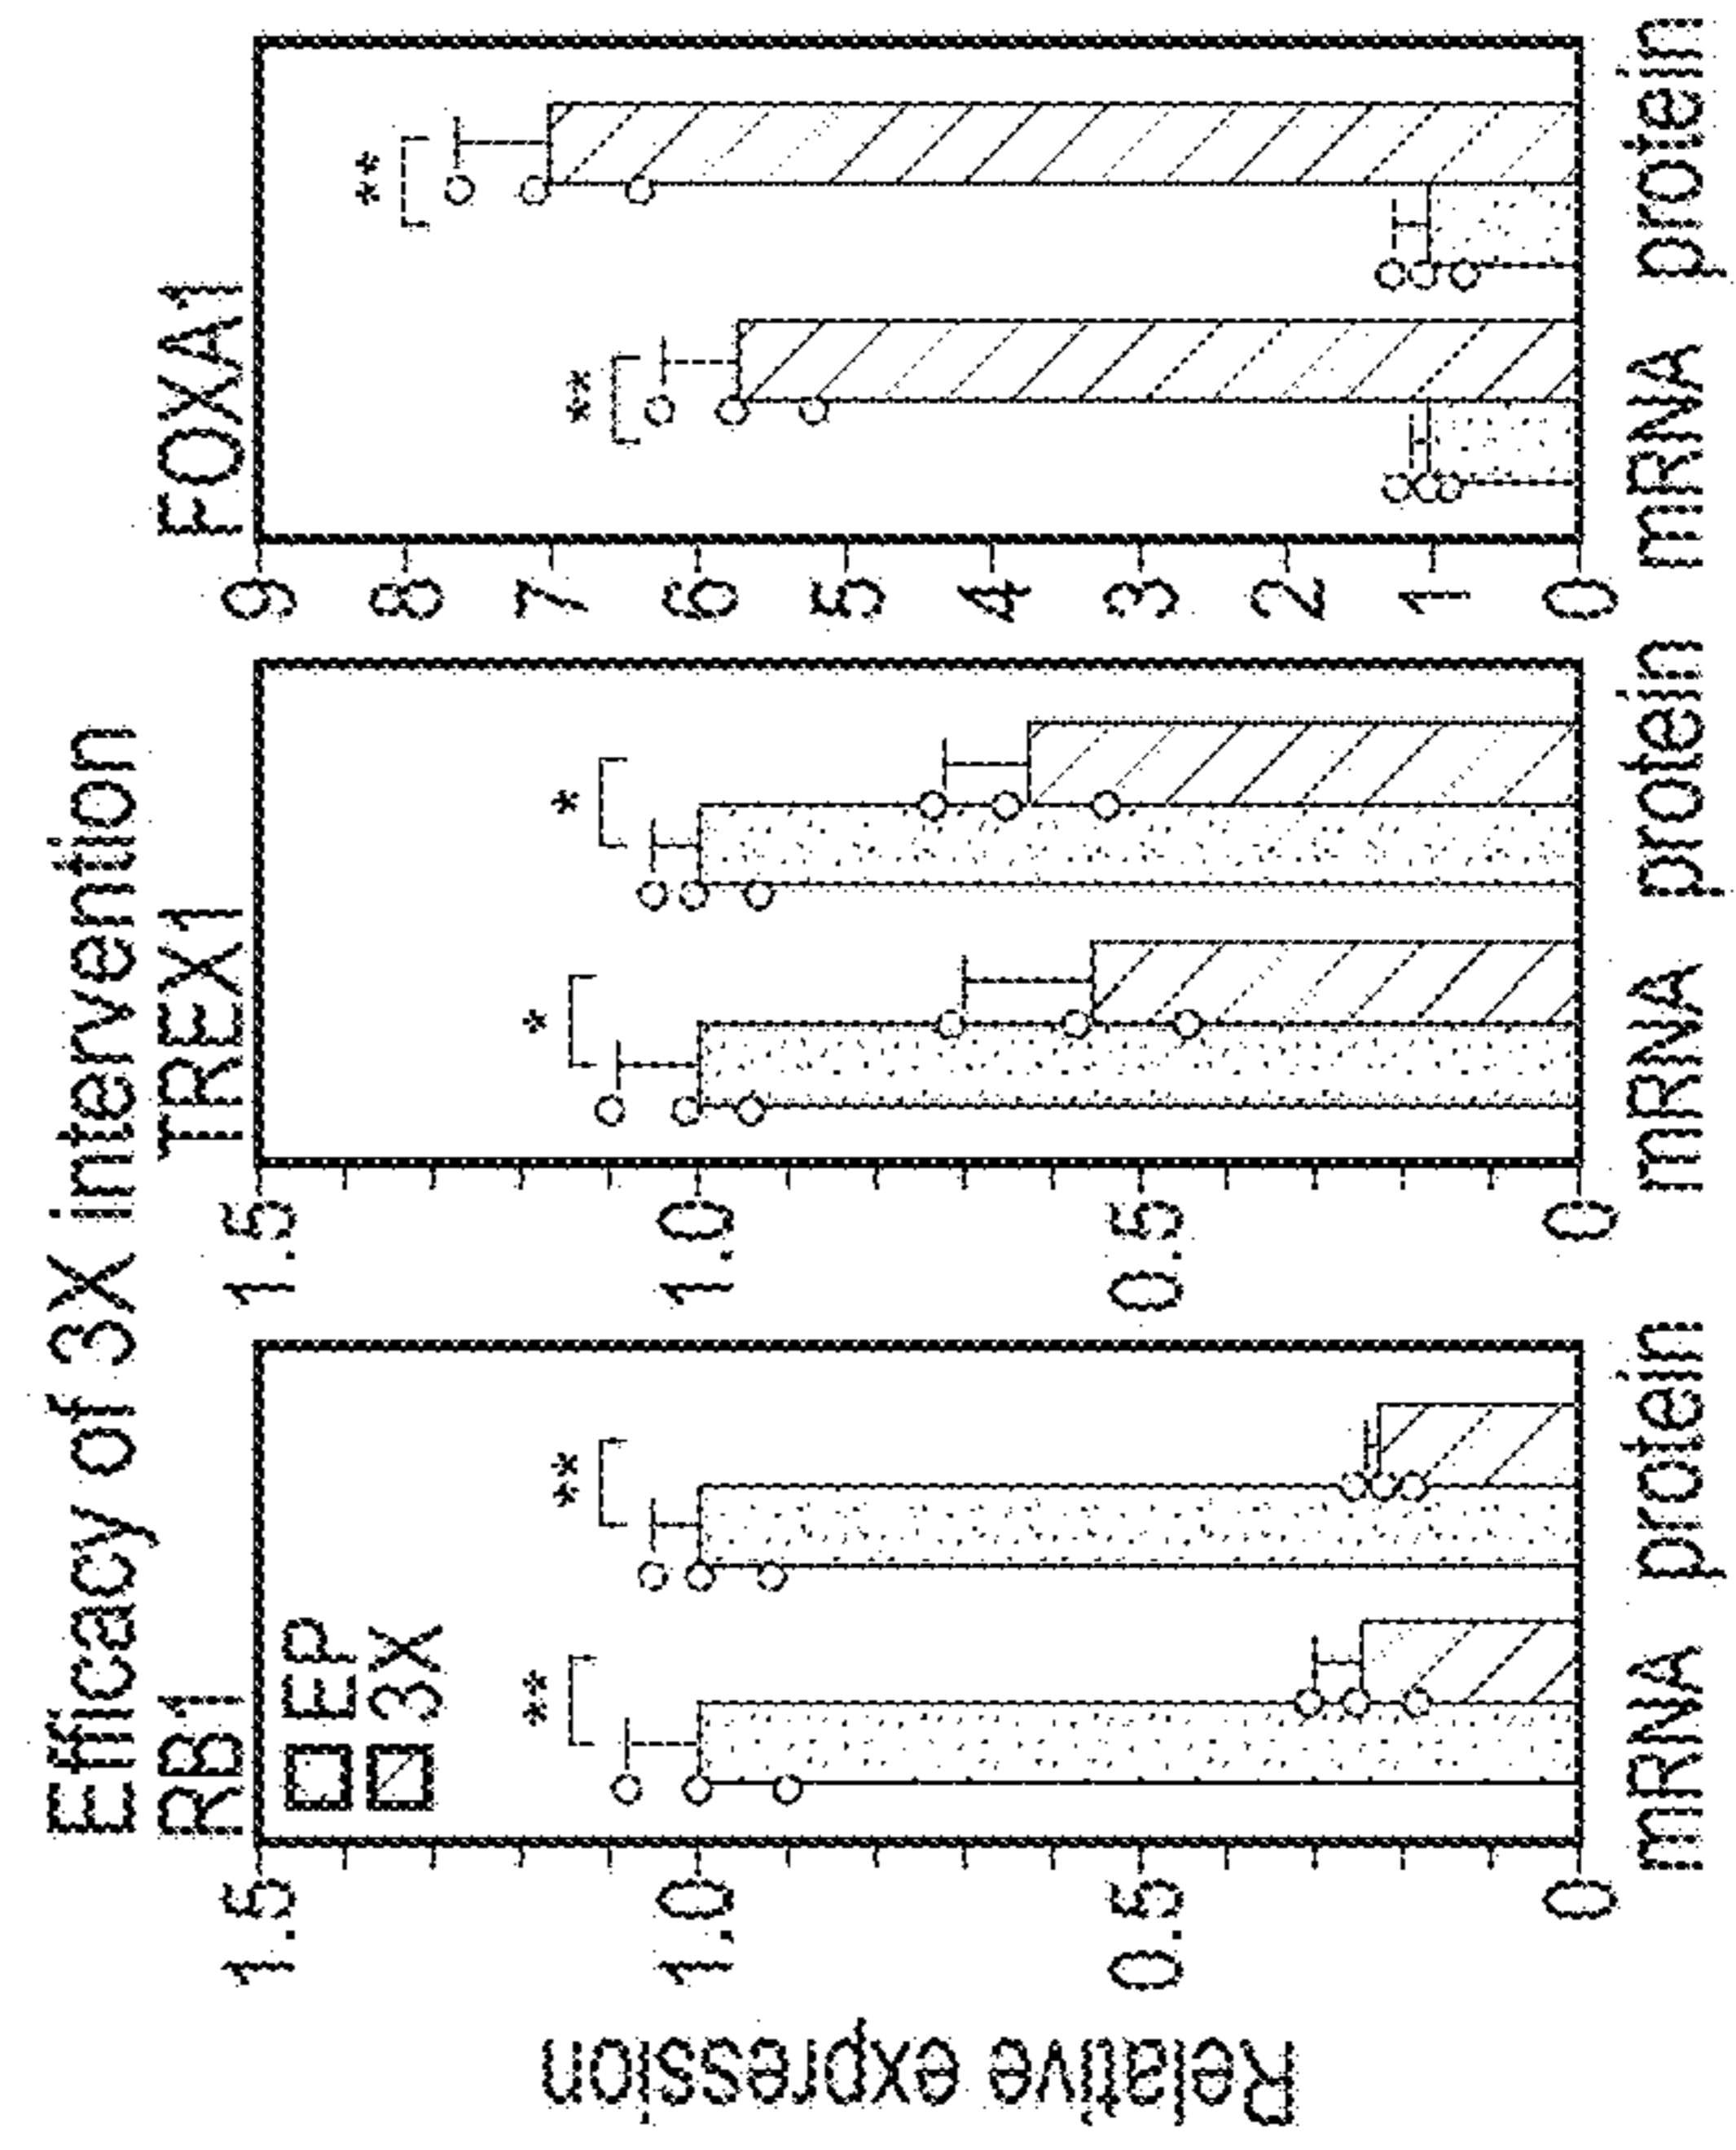 Efficacy of 3X intervention
RB1
TREX1
FOXA1
EP
3X
Relative expression
1.5
1.0
0.5
0
**
**
mRNA protein
1.5
1.0
0.5
0
*
*
mRNA protein
9
8
7
6
5
4
3
2
1
0
**
**
mRNA protein